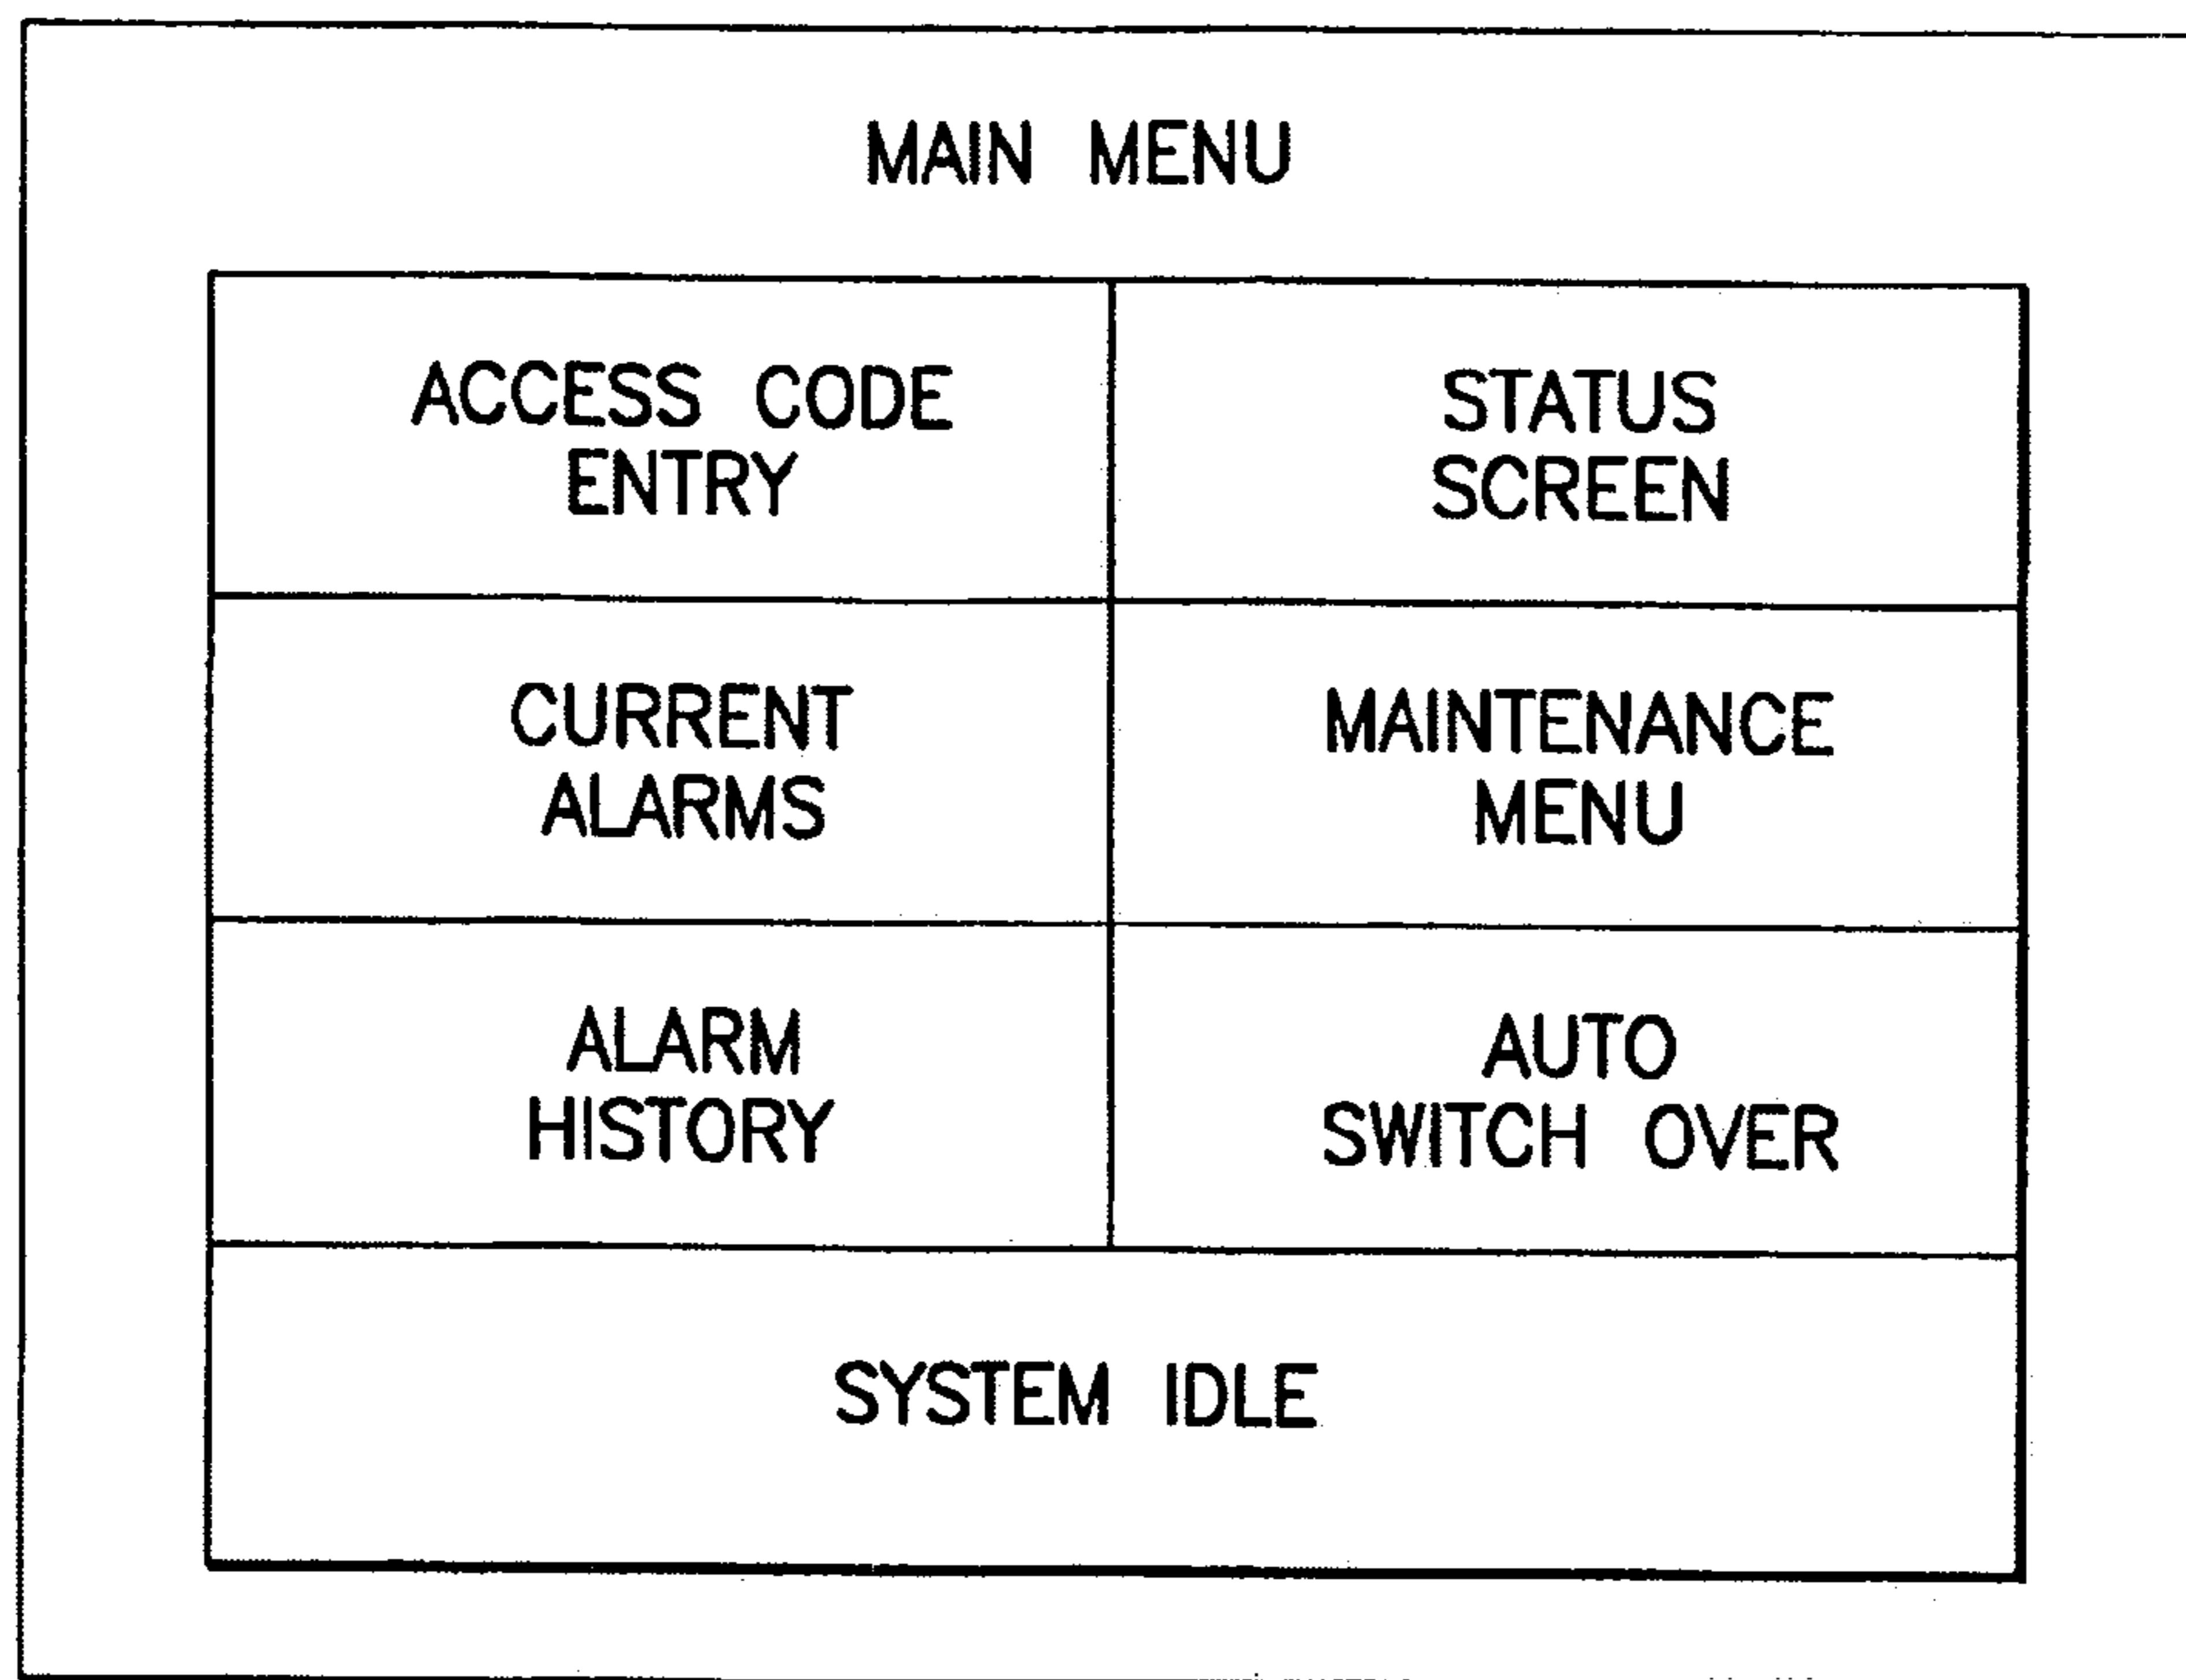 MAIN MENU
ACCESS CODE
ENTRY
STATUS
SCREEN
CURRENT
ALARMS
MAINTENANCE
MENU
ALARM
HISTORY
AUTO
SWITCH OVER
SYSTEM IDLE